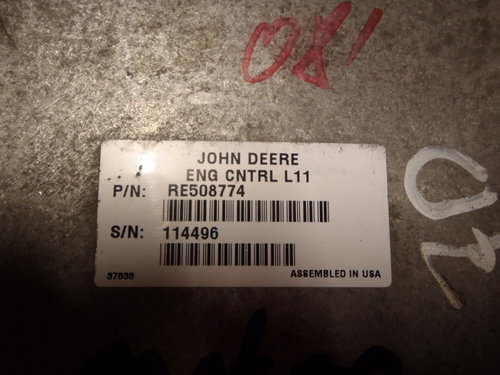 081
JOHN DEERE
ENG CNTRL L11
P/N: RE508774
S/N: 114496
37836 ASSEMBLED IN USA